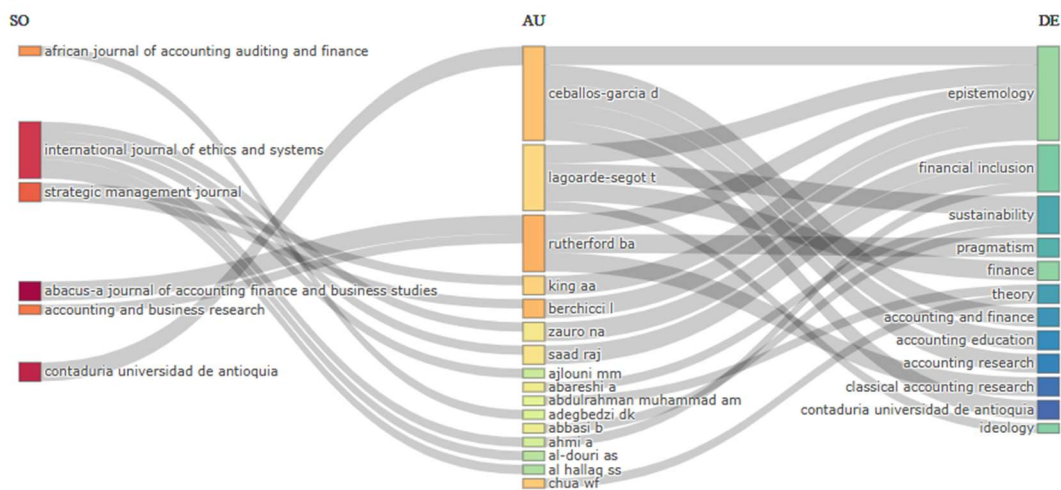 SO
AU
DE
african journal of accounting auditing and finance
international journal of ethics and systems
strategic management journal
abacus-a journal of accounting finance and business studies
accounting and business research
contaduria universidad de antioquia
ceballos-garcia d
lagoarde-segot t
rutherford ba
king aa
berchicci l
zauro na
saad raj
ajlouni mm
abareshi a
abdulrahman muhammad am
adegbedzi dk
abbasi b
ahmi a
al-douri as
al hallaq ss
chua wf
epistemology
financial inclusion
sustainability
pragmatism
finance
theory
accounting and finance
accounting education
accounting research
classical accounting research
contaduria universidad de antioquia
ideology